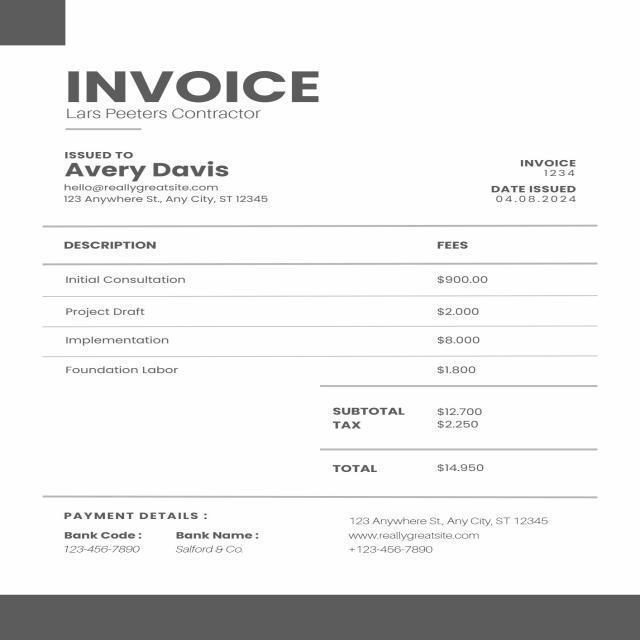 INVOICE
Lars Peeters Contractor
ISSUED TO
Avery Davis
hello@reallygreatsite.com
123 Anywhere St., Any City, ST 12345
INVOICE
1234
DATE ISSUED
04.08.2024
DESCRIPTION FEES
Initial Consultation $900.00
Project Draft $2.000
Implementation $8.000
Foundation Labor $1.800
SUBTOTAL $12.700
TAX $2.250
TOTAL $14.950
PAYMENT DETAILS :
Bank Code : Bank Name :
123-456-7890 Salford & Co.
123 Anywhere St., Any City, ST 12345
www.reallygreatsite.com
+123-456-7890